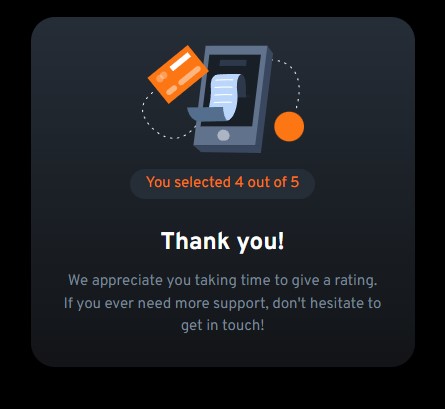 You selected 4 out of 5
Thank you!
We appreciate you taking time to give a rating.
If you ever need more support, don't hesitate to
get in touch!